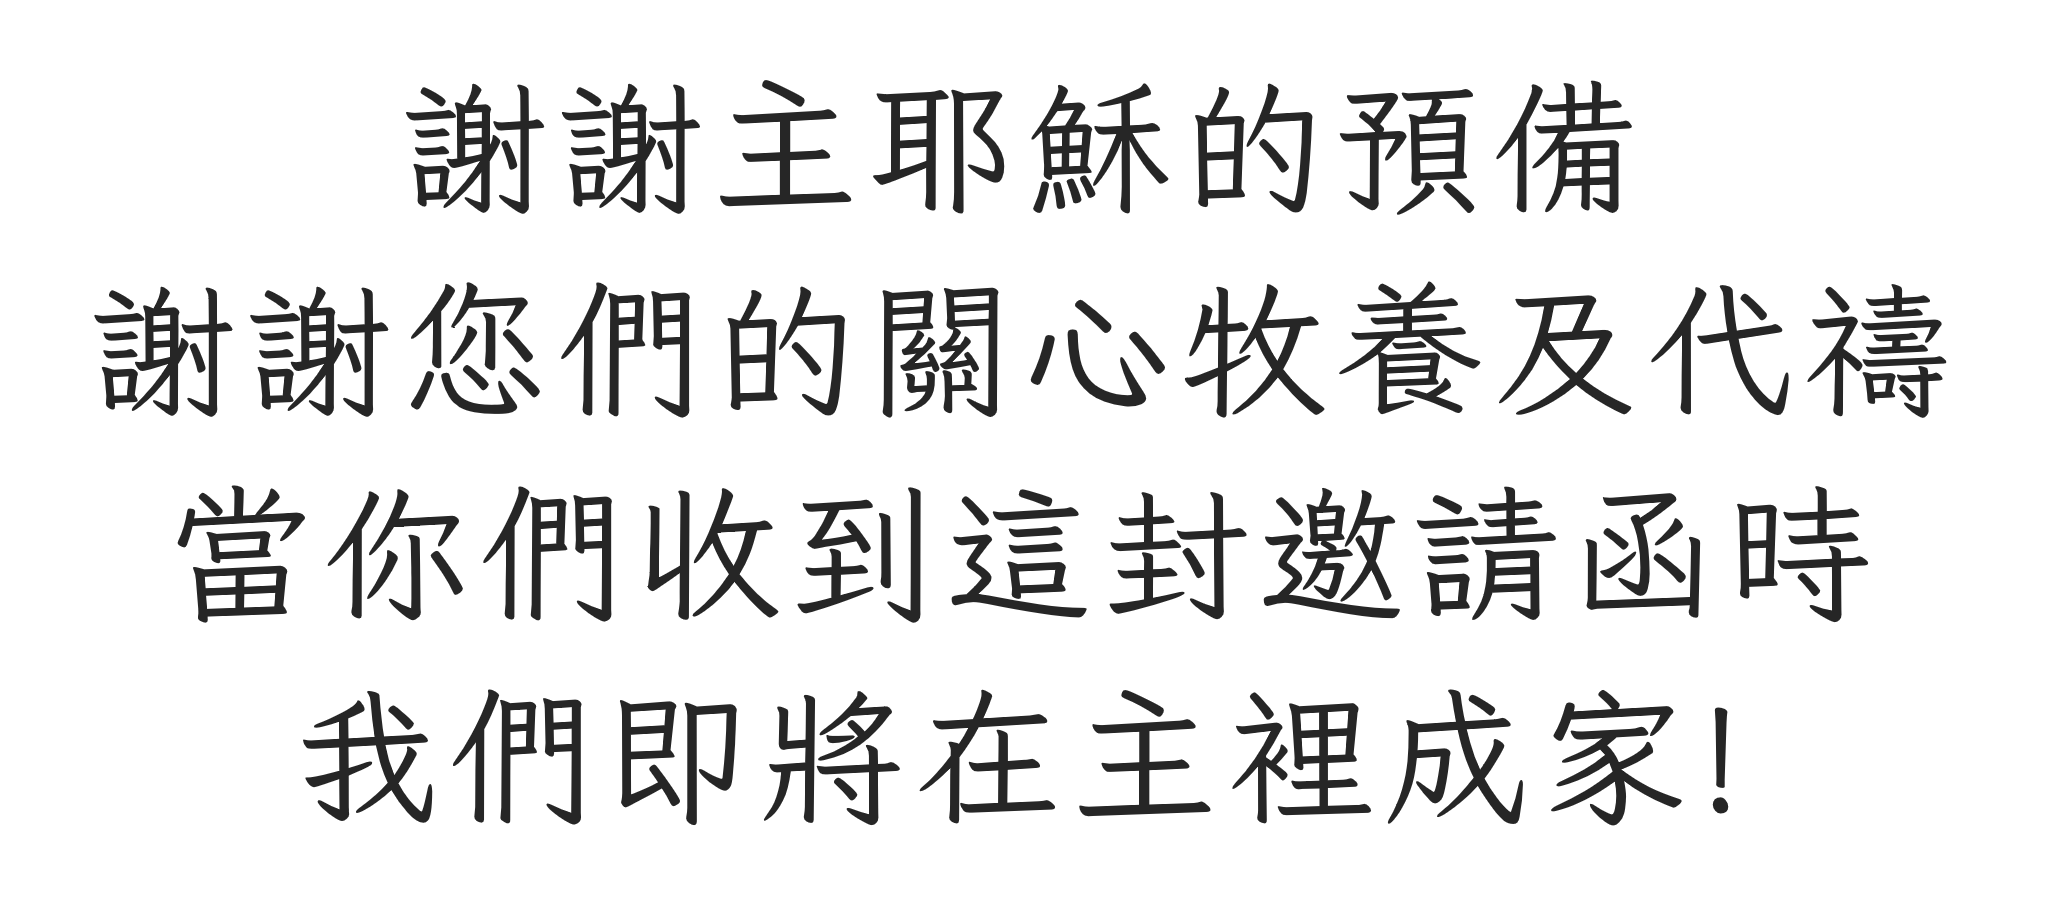 謝謝主耶穌的預備
謝謝您們的關心牧養及代禱
當你們收到這封邀請函時
我們即將在主裡成家!